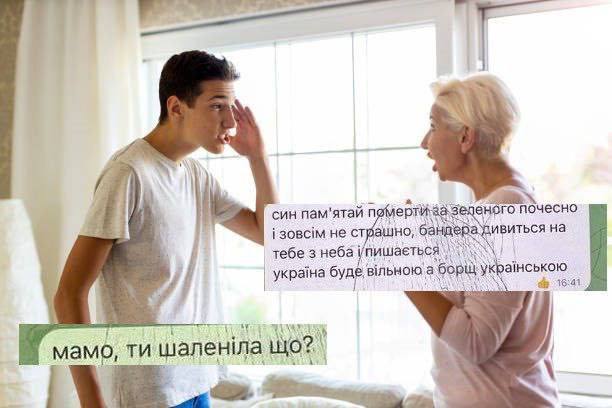 син пам'ятай померти за зеленого почесно
і зовсім не страшно, бандера дивиться на
тебе з неба і пишається
україна буде вільною а борщ українською
16:41
мамо, ти шаленіла що?